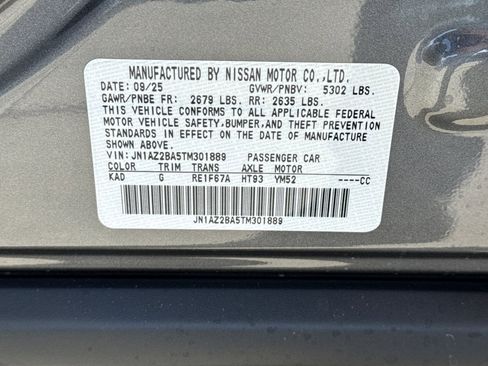 MANUFACTURED BY NISSAN MOTOR CO.,LTD.
DATE: 09/25 GVWR/PNBV: 5302 LBS.
GAWR/PNBE FR: 2679 LBS. RR: 2635 LBS.
THIS VEHICLE CONFORMS TO ALL APPLICABLE FEDERAL
MOTOR VEHICLE SAFETY,BUMPER,AND THEFT PREVENTION
STANDARDS IN EFFECT ON THE DATE OF MANUFACTURE
SHOWN ABOVE.
VIN: JN1AZ2BA5TM301889 PASSENGER CAR
COLOR TRIM TRANS AXLE MOTOR
KAD G RE1F67A HT93 YM52 ----CC
JN1AZ2BA5TM301889